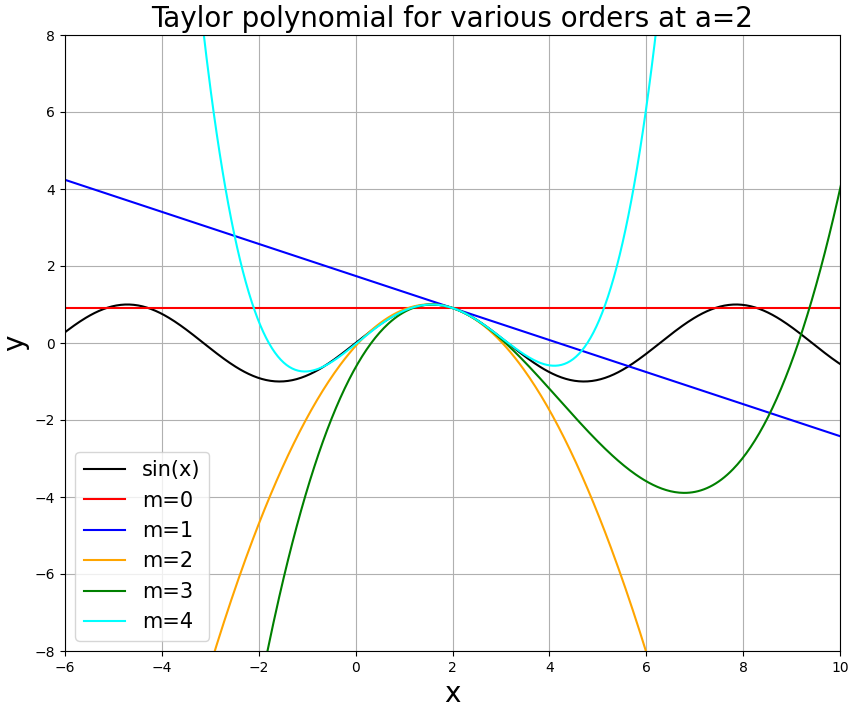 Taylor polynomial for various orders at a=2
8
6
4
2
0
−2
−4
−6
−8
y
sin(x)
m=0
m=1
m=2
m=3
m=4
−6 −4 −2 0 2 4 6 8 10
x